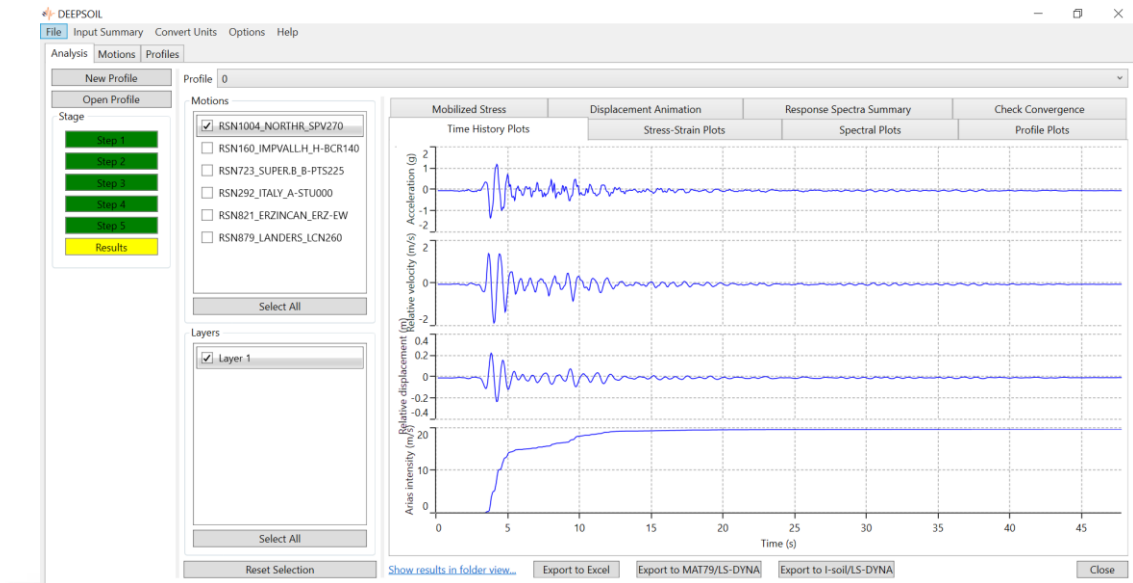 DEEPSOIL
File Input Summary Convert Units Options Help
Analysis Motions Profiles
New Profile
Open Profile
Stage
Step 1
Step 2
Step 3
Step 4
Step 5
Results
Profile 0
Motions
RSN1004_NORTHR_SPV270
RSN160_IMPVALL.H_H-BCR140
RSN723_SUPER.B_B-PTS225
RSN292_ITALY_A-STU000
RSN821_ERZINCAN_ERZ-EW
RSN879_LANDERS_LCN260
Select All
Layers
Layer 1
Select All
Reset Selection
Mobilized Stress Displacement Animation Response Spectra Summary Check Convergence
Time History Plots Stress-Strain Plots Spectral Plots Profile Plots
Acceleration (g)
2
1
0
-1
-2
Relative velocity (m/s)
2
0
-2
Relative displacement (m)
0.4
0.2
0
-0.2
-0.4
Arias intensity (m/s)
20
10
0
0 5 10 15 20 25 30 35 40 45
Time (s)
Show results in folder view... Export to Excel Export to MAT79/LS-DYNA Export to I-soil/LS-DYNA Close